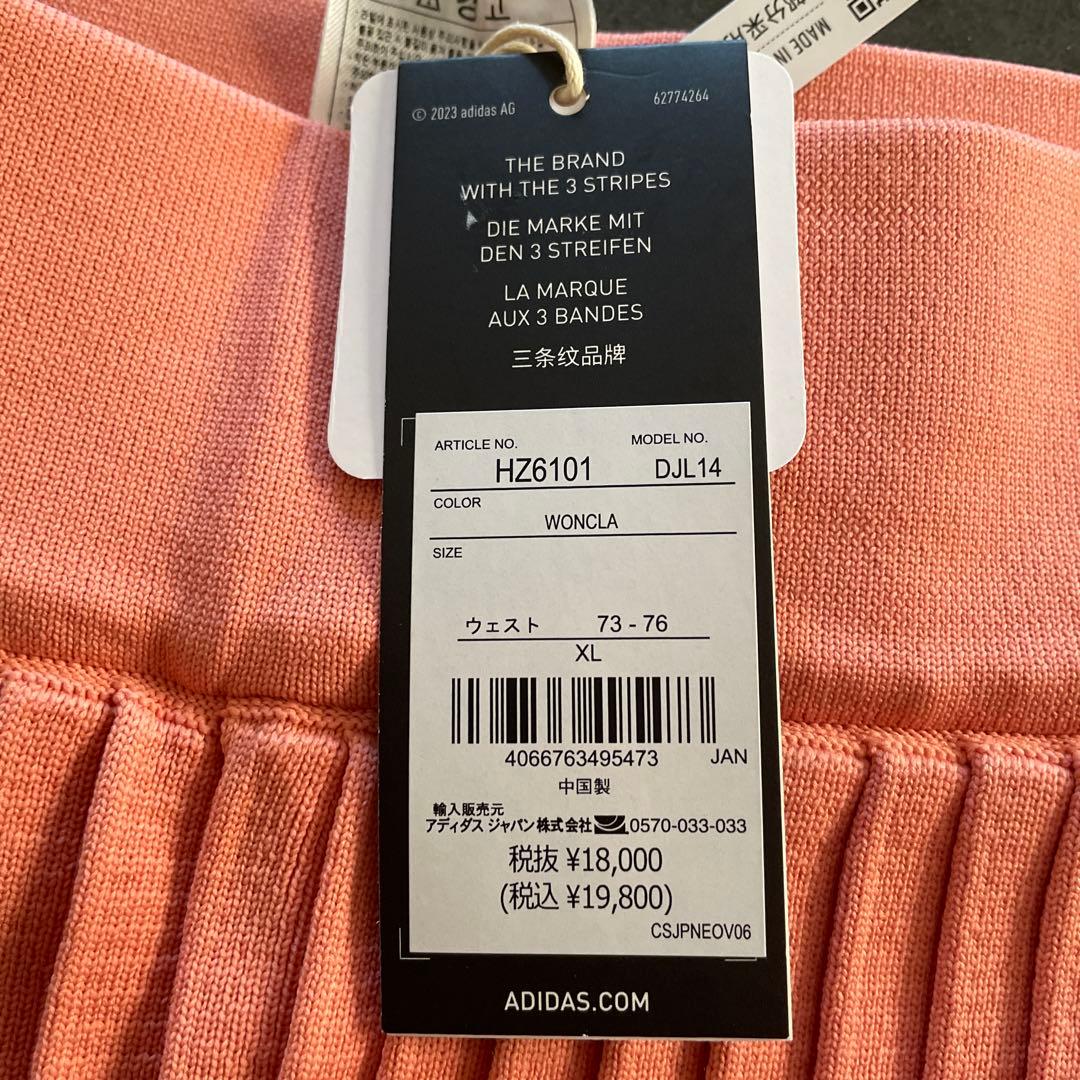 MADE IN
© 2023 adidas AG
62774264
THE BRAND
WITH THE 3 STRIPES
DIE MARKE MIT
DEN 3 STREIFEN
LA MARQUE
AUX 3 BANDES
三条纹品牌
ARTICLE NO. MODEL NO.
HZ6101 DJL14
COLOR
WONCLA
SIZE
ウェスト 73 - 76
XL
4066763495473 JAN
中国製
輸入販売元
アディダス ジャパン株式会社 0570-033-033
税抜 ¥18,000
(税込 ¥19,800)
CSJPNEOV06
ADIDAS.COM